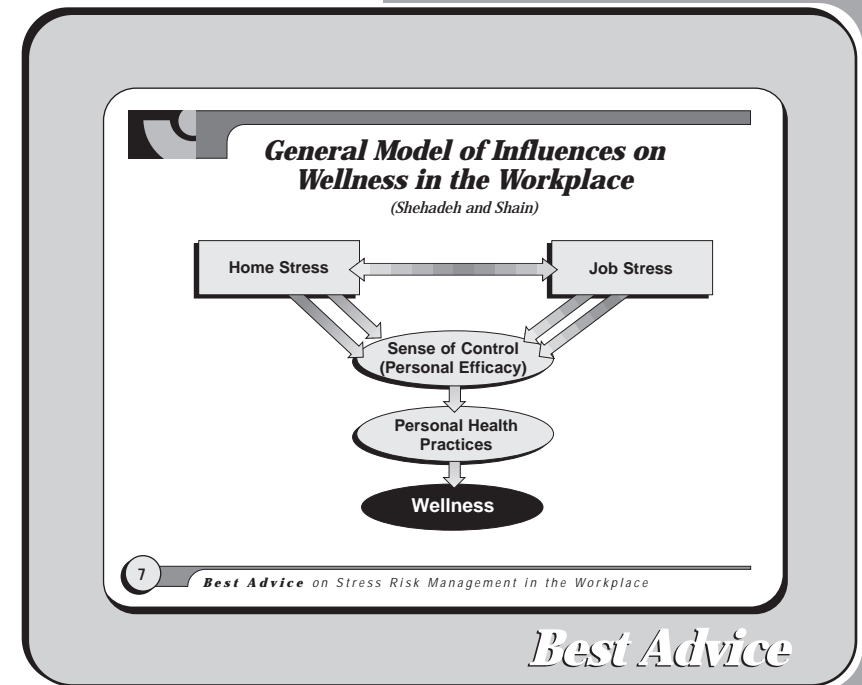 General Model of Influences on
Wellness in the Workplace
(Shehadeh and Shain)
Home Stress
Job Stress
Sense of Control
(Personal Efficacy)
Personal Health
Practices
Wellness
7
Best Advice on Stress Risk Management in the Workplace
Best Advice